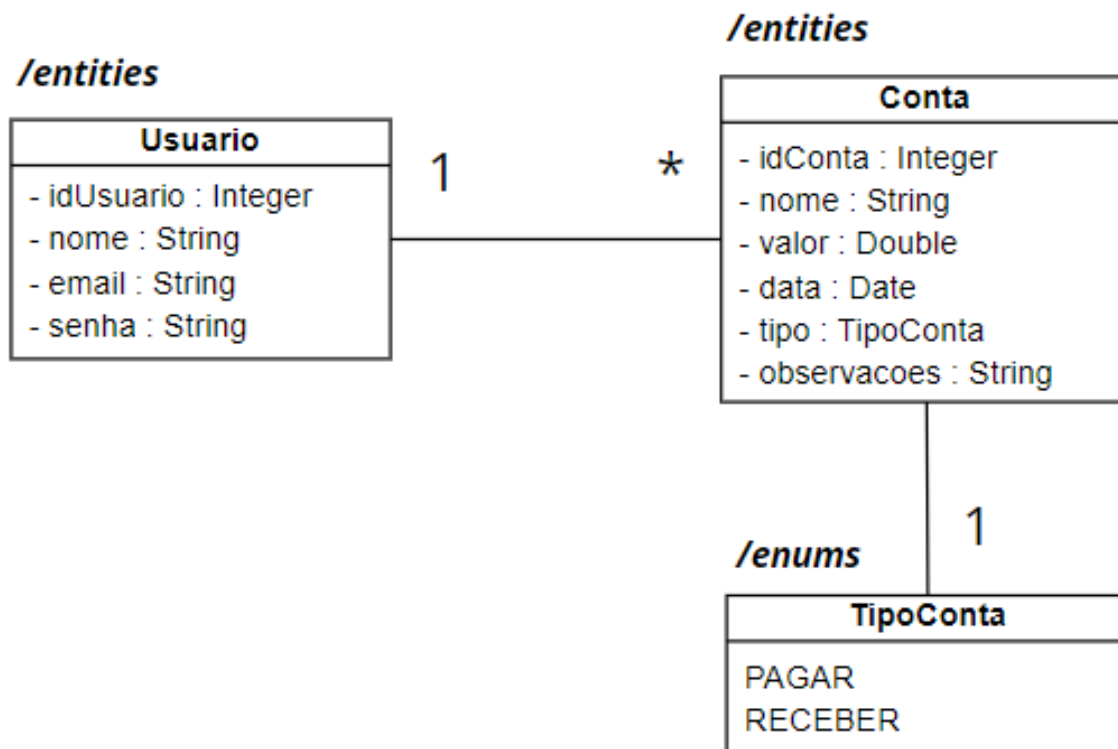 /entities
Usuario
- idUsuario : Integer
- nome : String
- email : String
- senha : String
1
*
/entities
Conta
- idConta : Integer
- nome : String
- valor : Double
- data : Date
- tipo : TipoConta
- observacoes : String
1
/enums
TipoConta
PAGAR
RECEBER